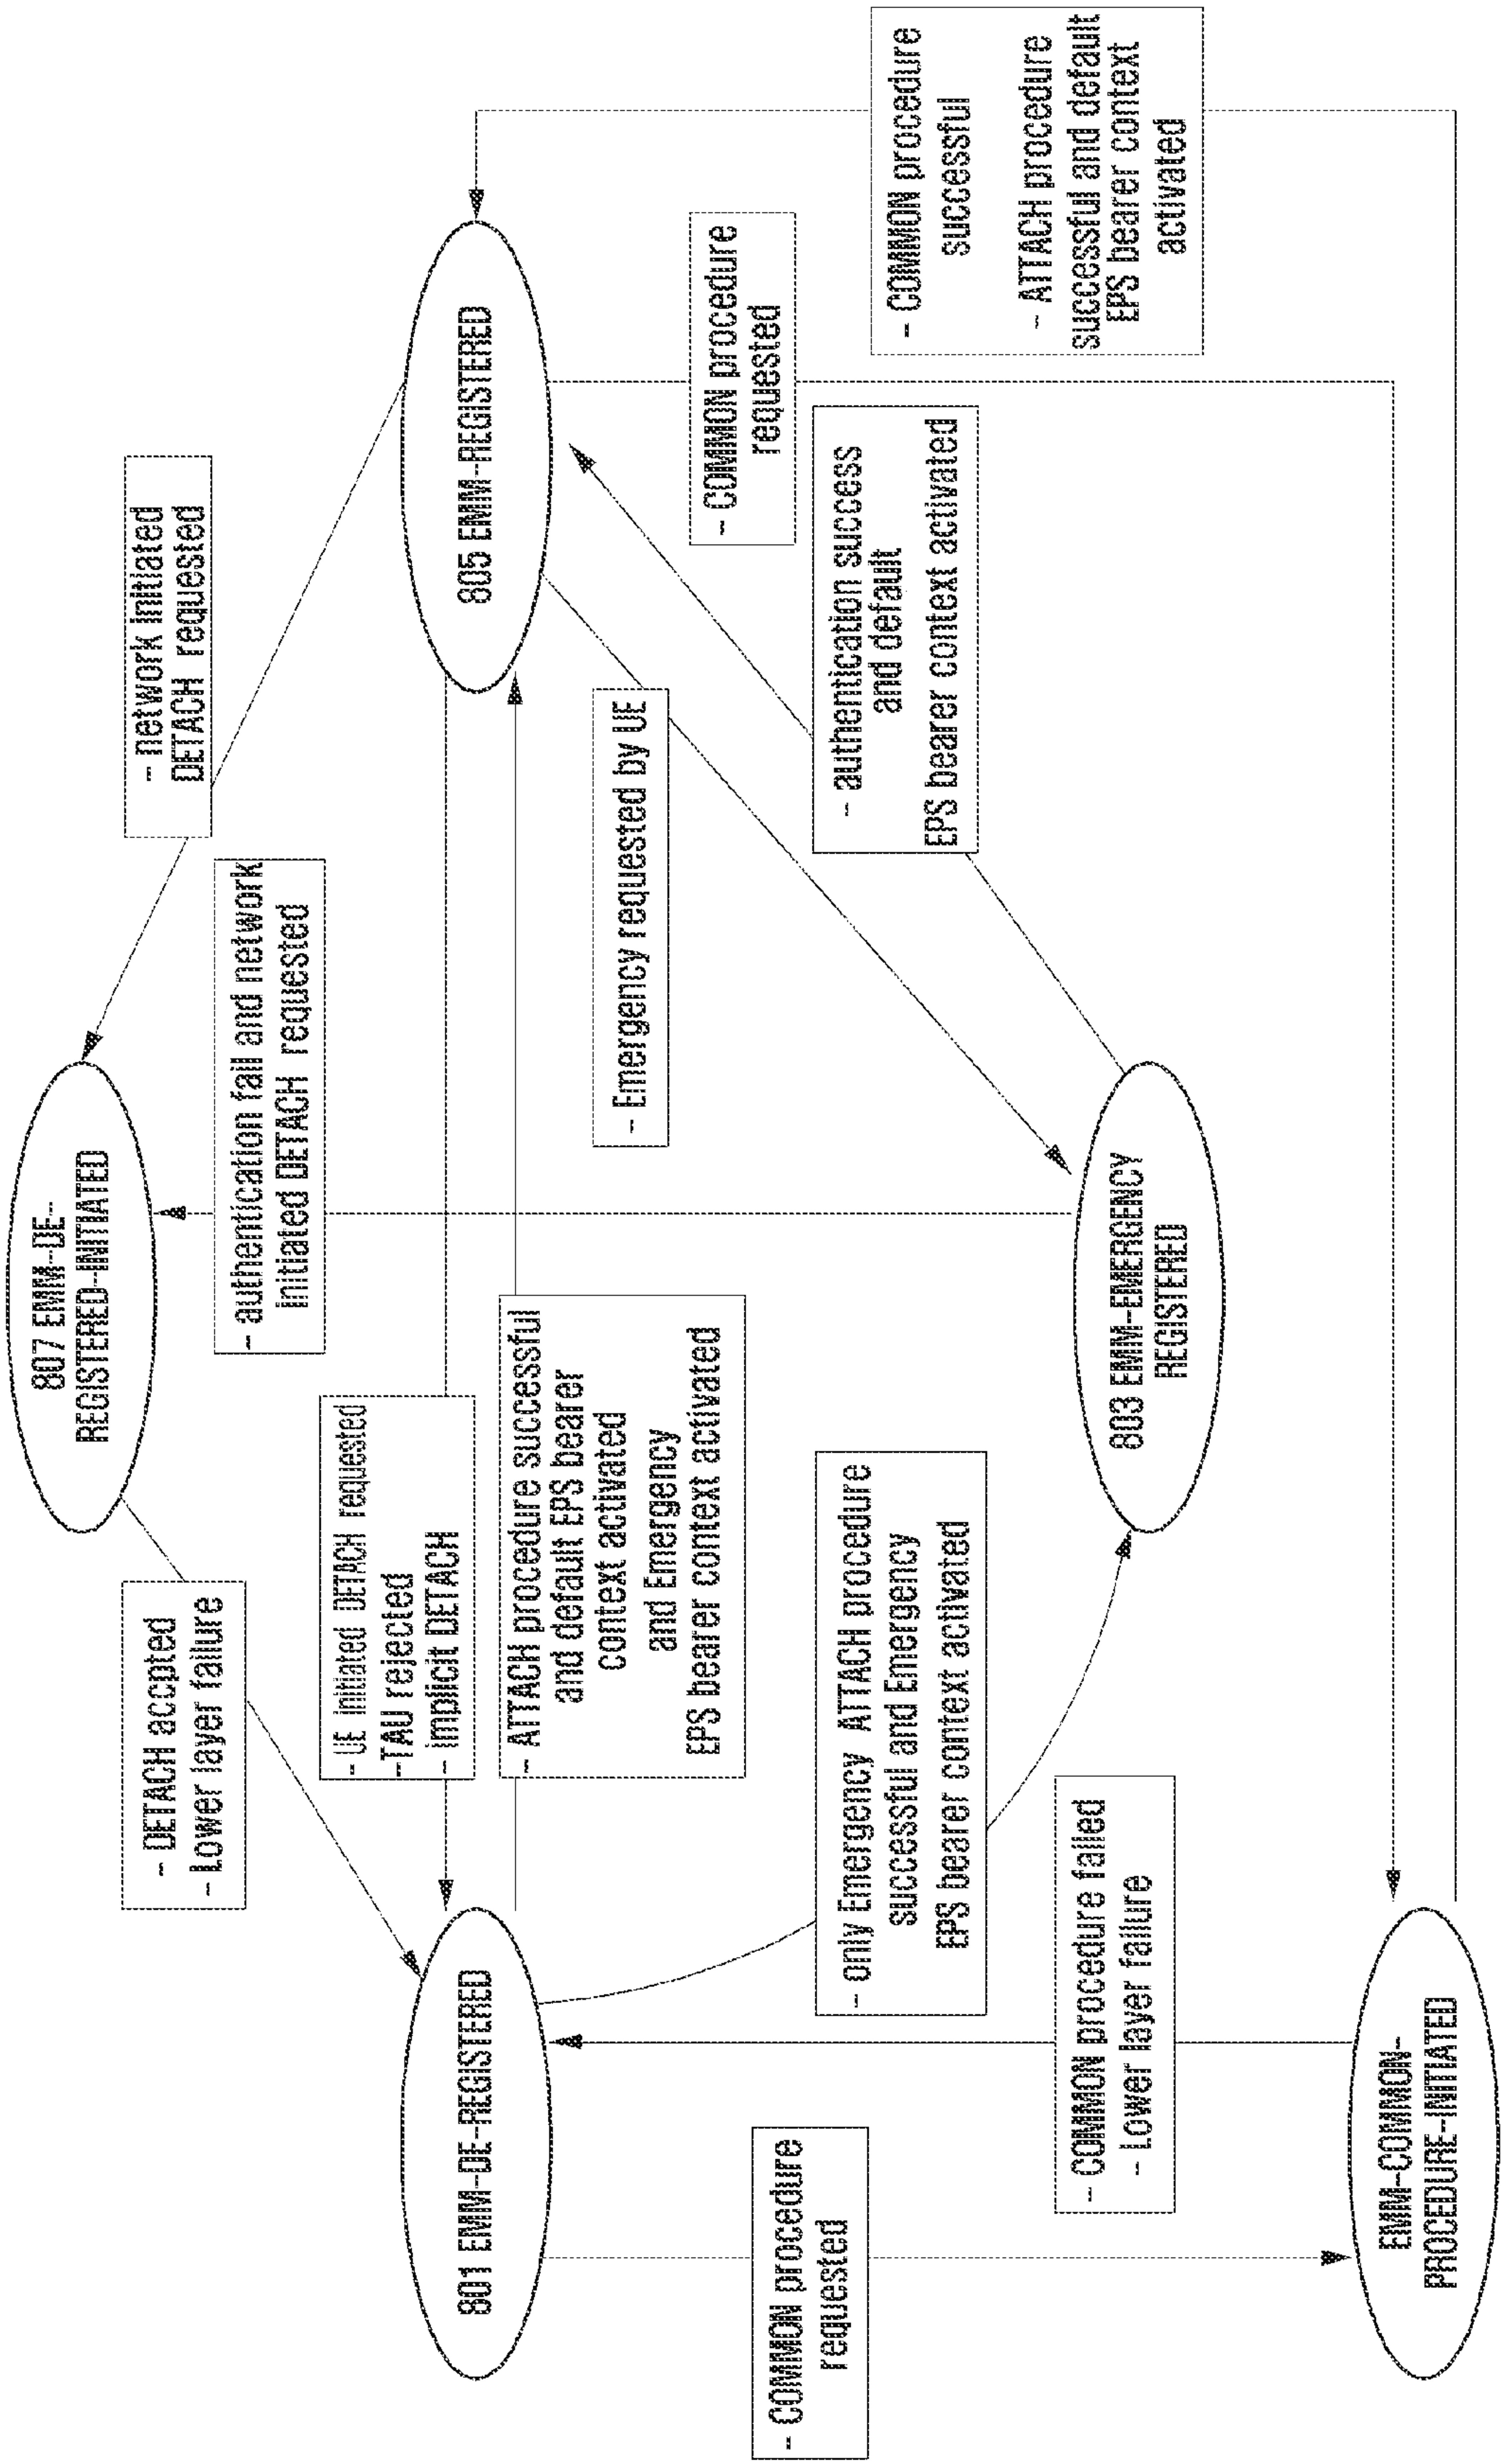 807 EMM-DE-
REGISTERED-INITIATED
- DETACH accpted
- Lower layer failure
- network initiated
DETACH requested
- authentication fail and network
initiated DETACH requested
- UE initiated DETACH requested
-TAU rejected
- implicit DETACH
801 EMM-DE-REGISTERED
805 EMM-REGISTERED
- ATTACH procedure successful
and default EPS bearer
context activated
and Emergency
EPS bearer context activated
- Emergency requested by UE
- COMMON procedure
requested
- COMMON procedure
requested
- only Emergency ATTACH procedure
successful and Emergency
EPS bearer context activated
- authentication success
and default
EPS bearer context activated
- COMMON procedure
successful
- ATTACH procedure
successful and default
EPS bearer context
activated
- COMMON procedure failed
- Lower layer failure
803 EMM-EMERGENCY
REGISTERED
EMM-COMMON-
PROCEDURE-INITIATED